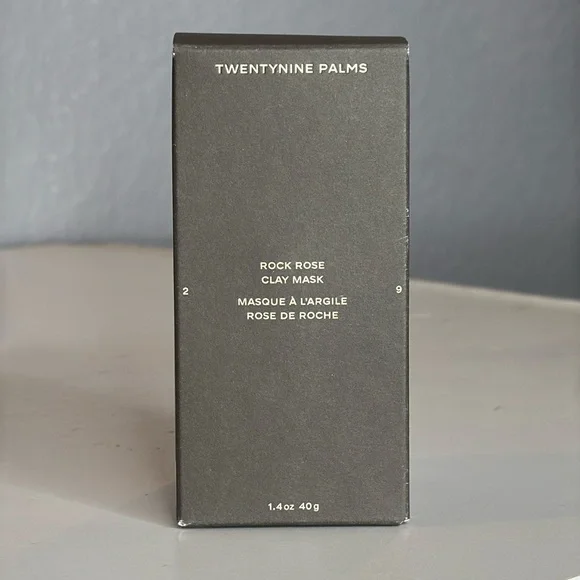 TWENTYNINE PALMS
ROCK ROSE
CLAY MASK
2
9
MASQUE À L'ARGILE
ROSE DE ROCHE
1.4oz 40g